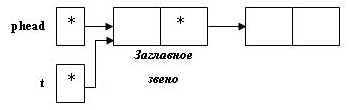 phead * *
Заглавное
звено
t *